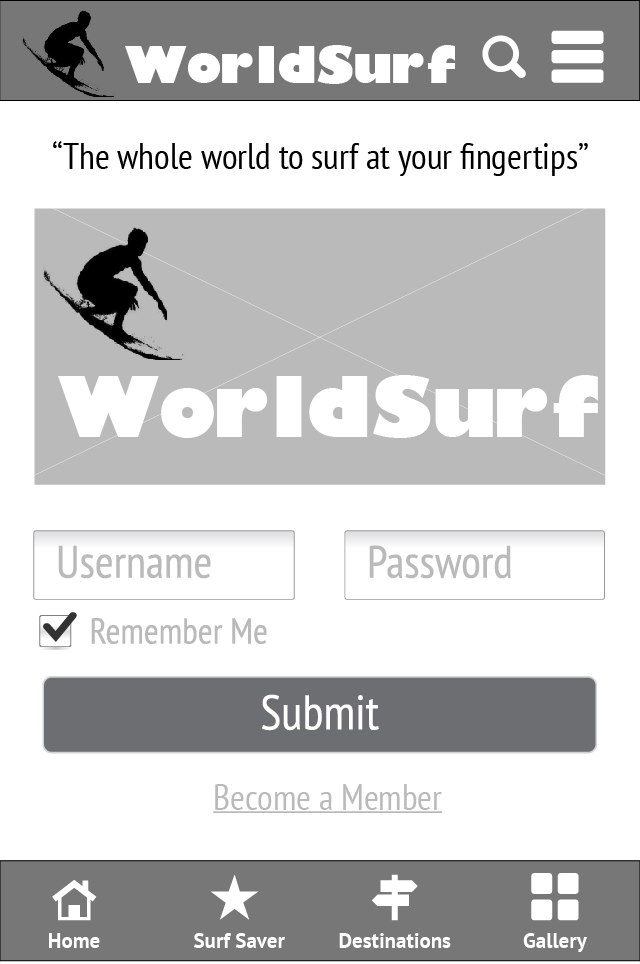 WorldSurf
“The whole world to surf at your fingertips”
WorldSurf
Username Password
Remember Me
Submit
Become a Member
Home Surf Saver Destinations Gallery